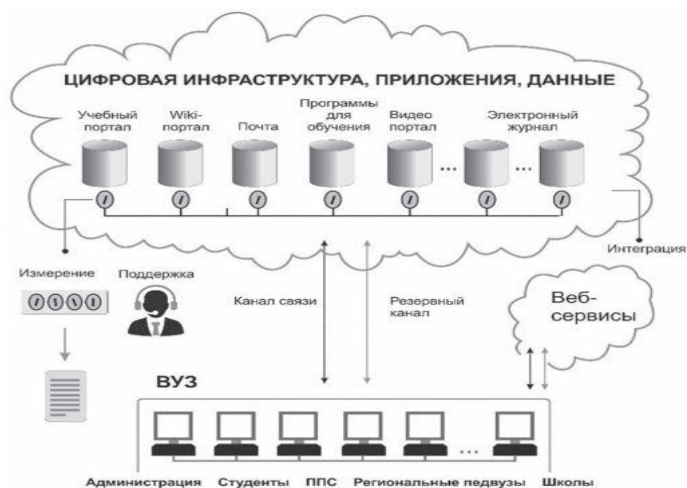 ЦИФРОВАЯ ИНФРАСТРУКТУРА, ПРИЛОЖЕНИЯ, ДАННЫЕ
Учебный
портал
Wiki-
портал
Почта
Программы
для
обучения
Видео
портал
...
Электронный
журнал
...
Интеграция
Измерение
Поддержка
Канал связи
Резервный
канал
Веб-
сервисы
ВУЗ
...
Администрация Студенты ППС Региональные педвузы Школы